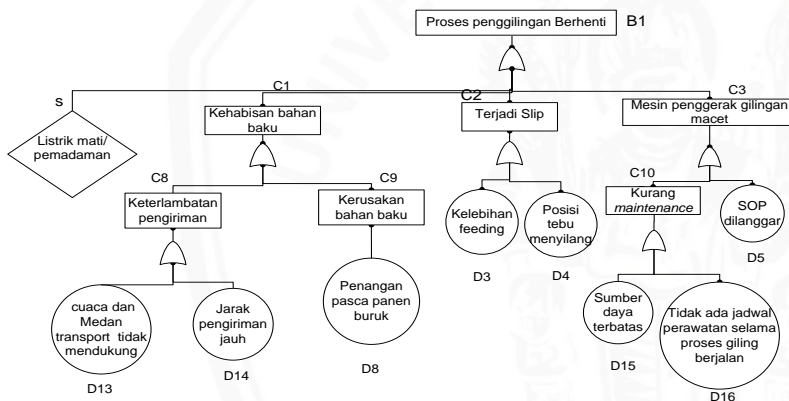 Proses penggilingan Berhenti
B1
s
C1
C2
C3
Listrik mati/
pemadaman
Kehabisan bahan
baku
Terjadi Slip
Mesin penggerak gilingan
macet
C8
C9
C10
Keterlambatan
pengiriman
Kerusakan
bahan baku
Kelebihan
feeding
Posisi
tebu
menyilang
Kurang
maintenance
SOP
dilanggar
D3
D4
D5
cuaca dan
Medan
transport tidak
mendukung
Jarak
pengiriman
jauh
Penangan
pasca panen
buruk
Sumber
daya
terbatas
Tidak ada jadwal
perawatan selama
proses giling
berjalan
D13
D14
D8
D15
D16